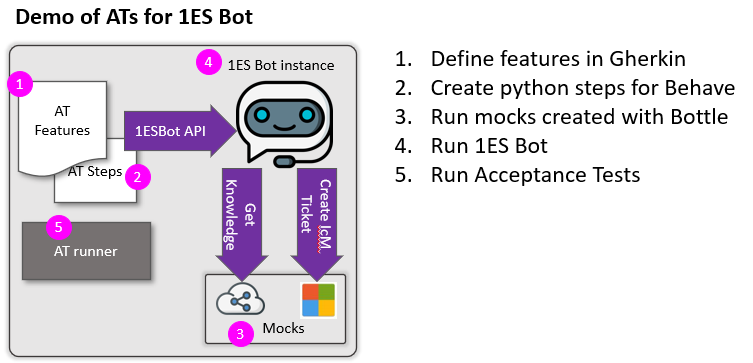 Demo of ATs for 1ES Bot
1
AT
Features
AT Steps
2
1ESBot API
4
1ES Bot instance
Get
Knowledge
Create IcM
Ticket
5
AT runner
3
Mocks
1. Define features in Gherkin
2. Create python steps for Behave
3. Run mocks created with Bottle
4. Run 1ES Bot
5. Run Acceptance Tests